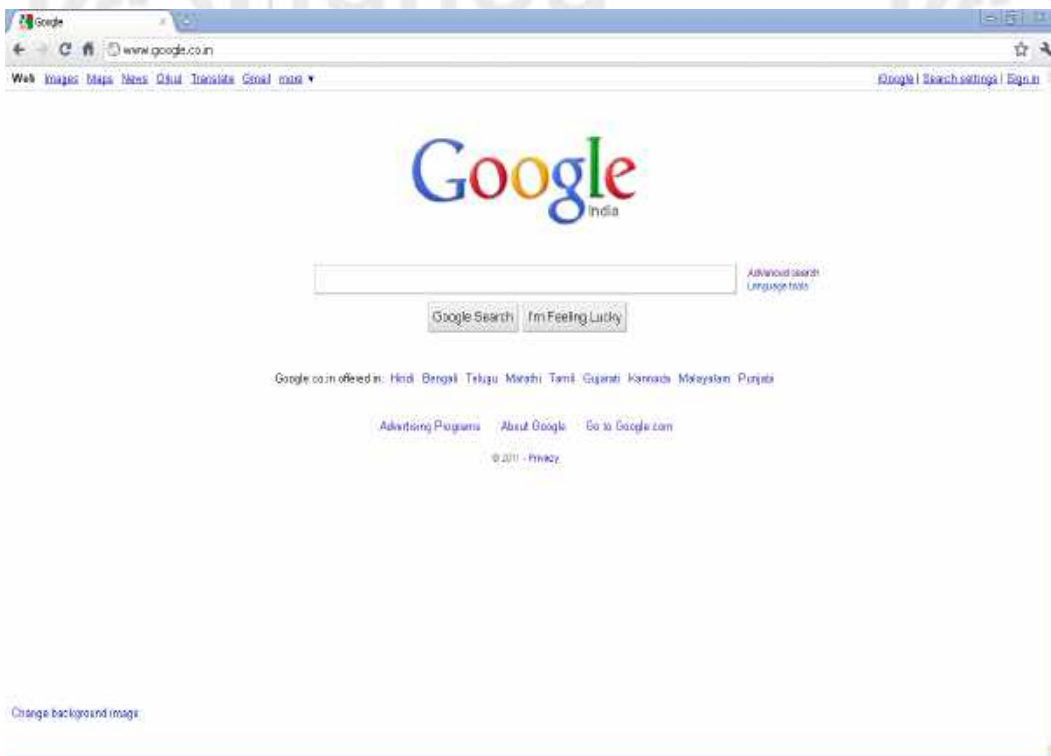 Google
www.google.co.in
Web Images Maps News Orkut Translate Gmail more ▼
iGoogle | Search settings | Sign in
Google
India
Advanced search
Language tools
Google Search I'm Feeling Lucky
Google.co.in offered in: Hindi Bengali Telugu Marathi Tamil Gujarati Kannada Malayalam Punjabi
Advertising Programs About Google Go to Google.com
© 2011 - Privacy
Change background image